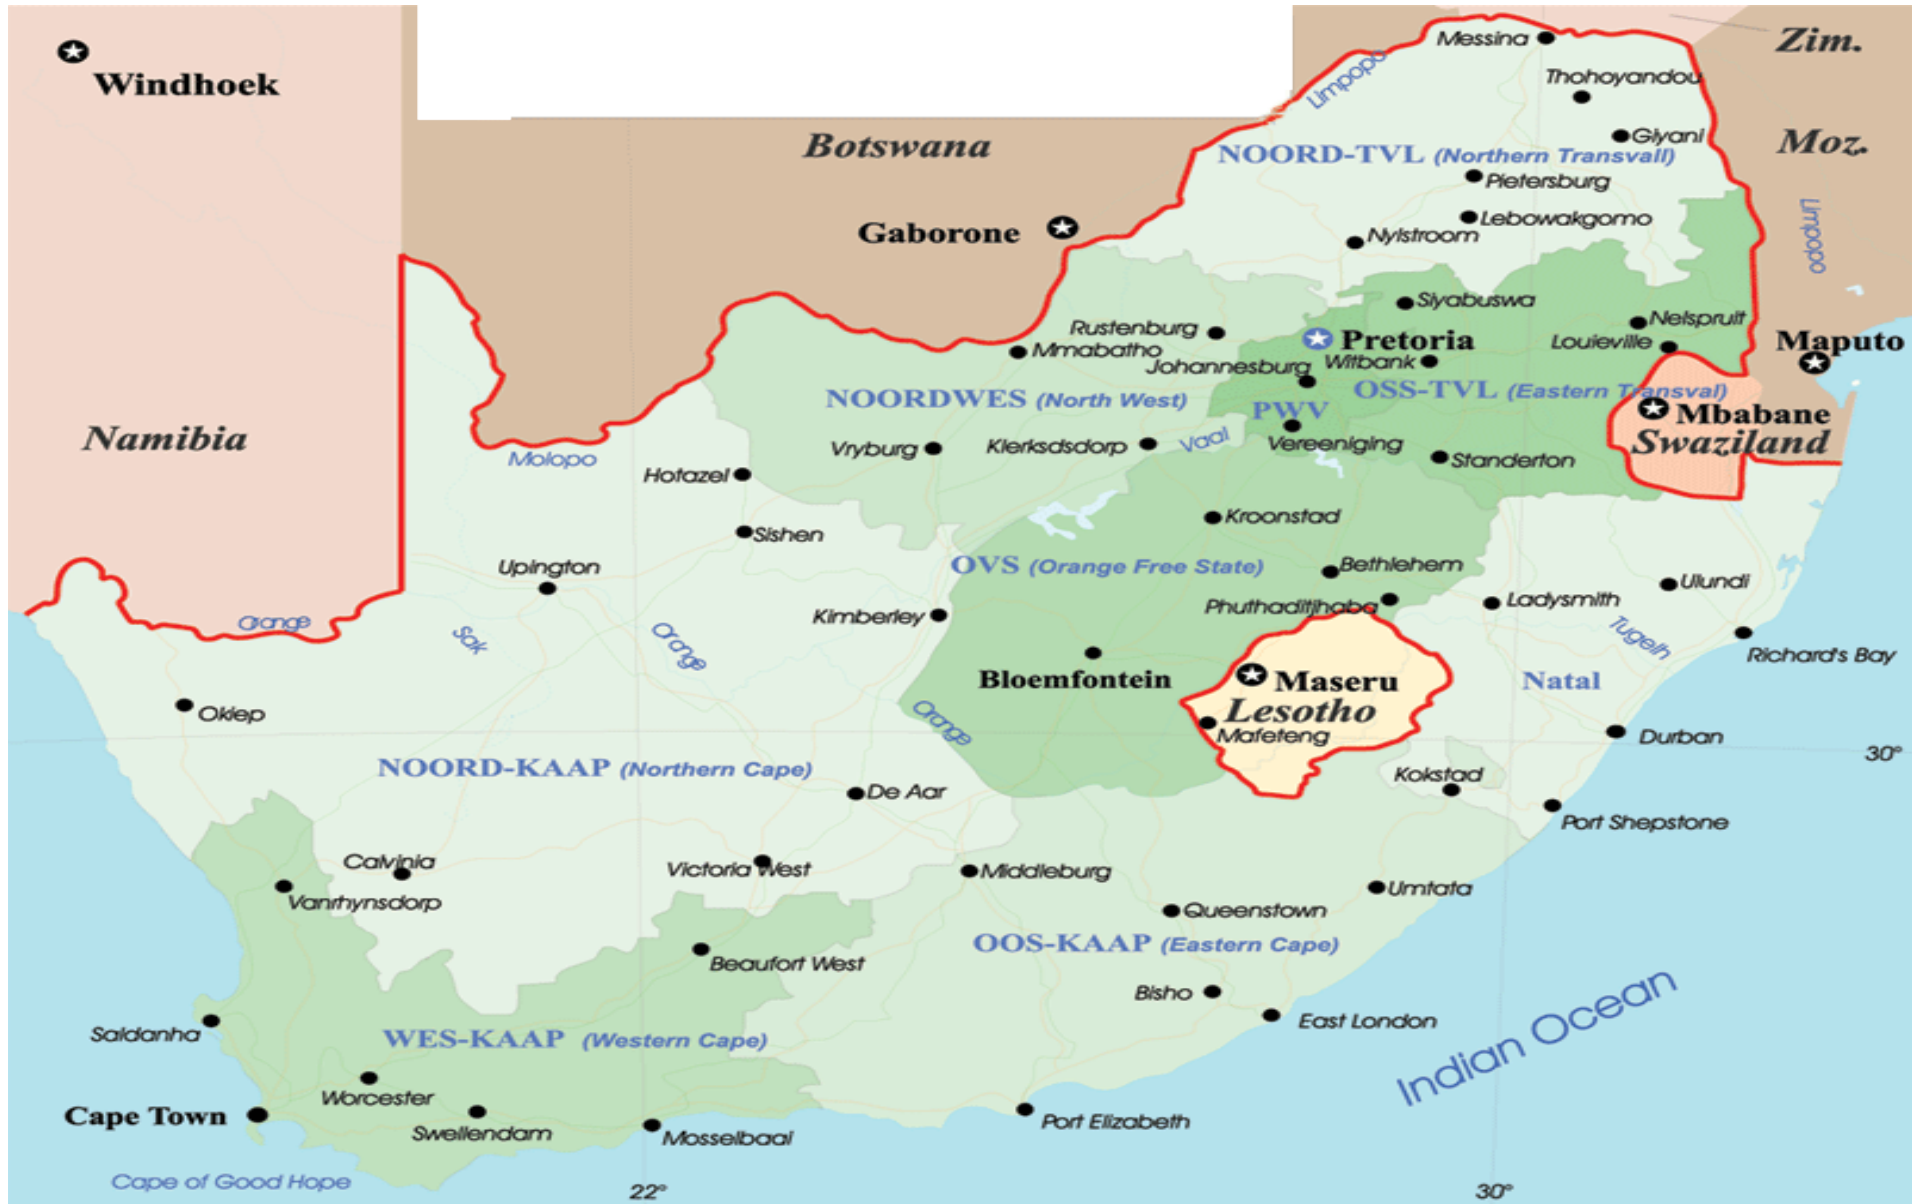 Messina
Zim.
Windhoek
Limpopo
Thohoyandou
Botswana
Giyani
Moz.
NOORD-TVL (Northern Transvall)
Pietersburg
Lebowakgomo
Gaborone
Nylstroom
Limpopo
Siyabuswa
Nelspruit
Rustenburg
Pretoria
Louieville
Maputo
Mmabatho
Johannesburg
Witbank
OSS-TVL (Eastern Transval)
NOORDWES (North West)
PWV
Mbabane
Namibia
Vryburg
Klerksdsdorp
Vaal
Vereeniging
Swaziland
Molopo
Standerton
Hotazel
Kroonstad
Sishen
Upington
OVS (Orange Free State)
Bethlehem
Ulundi
Phuthaditjhaba
Ladysmith
Kimberley
Orange
Sak
Orange
Tugelh
Richard's Bay
Bloemfontein
Maseru
Natal
Okiep
Orange
Lesotho
Mafeteng
Durban
30°
NOORD-KAAP (Northern Cape)
Kokstad
De Aar
Port Shepstone
Calvinia
Victoria West
Middleburg
Umtata
Vanrhynsdorp
Queenstown
OOS-KAAP (Eastern Cape)
Beaufort West
Bisho
Saldanha
East London
Indian Ocean
WES-KAAP (Western Cape)
Worcester
Cape Town
Swellendam
Mosselbaai
Port Elizabeth
Cape of Good Hope
22°
30°